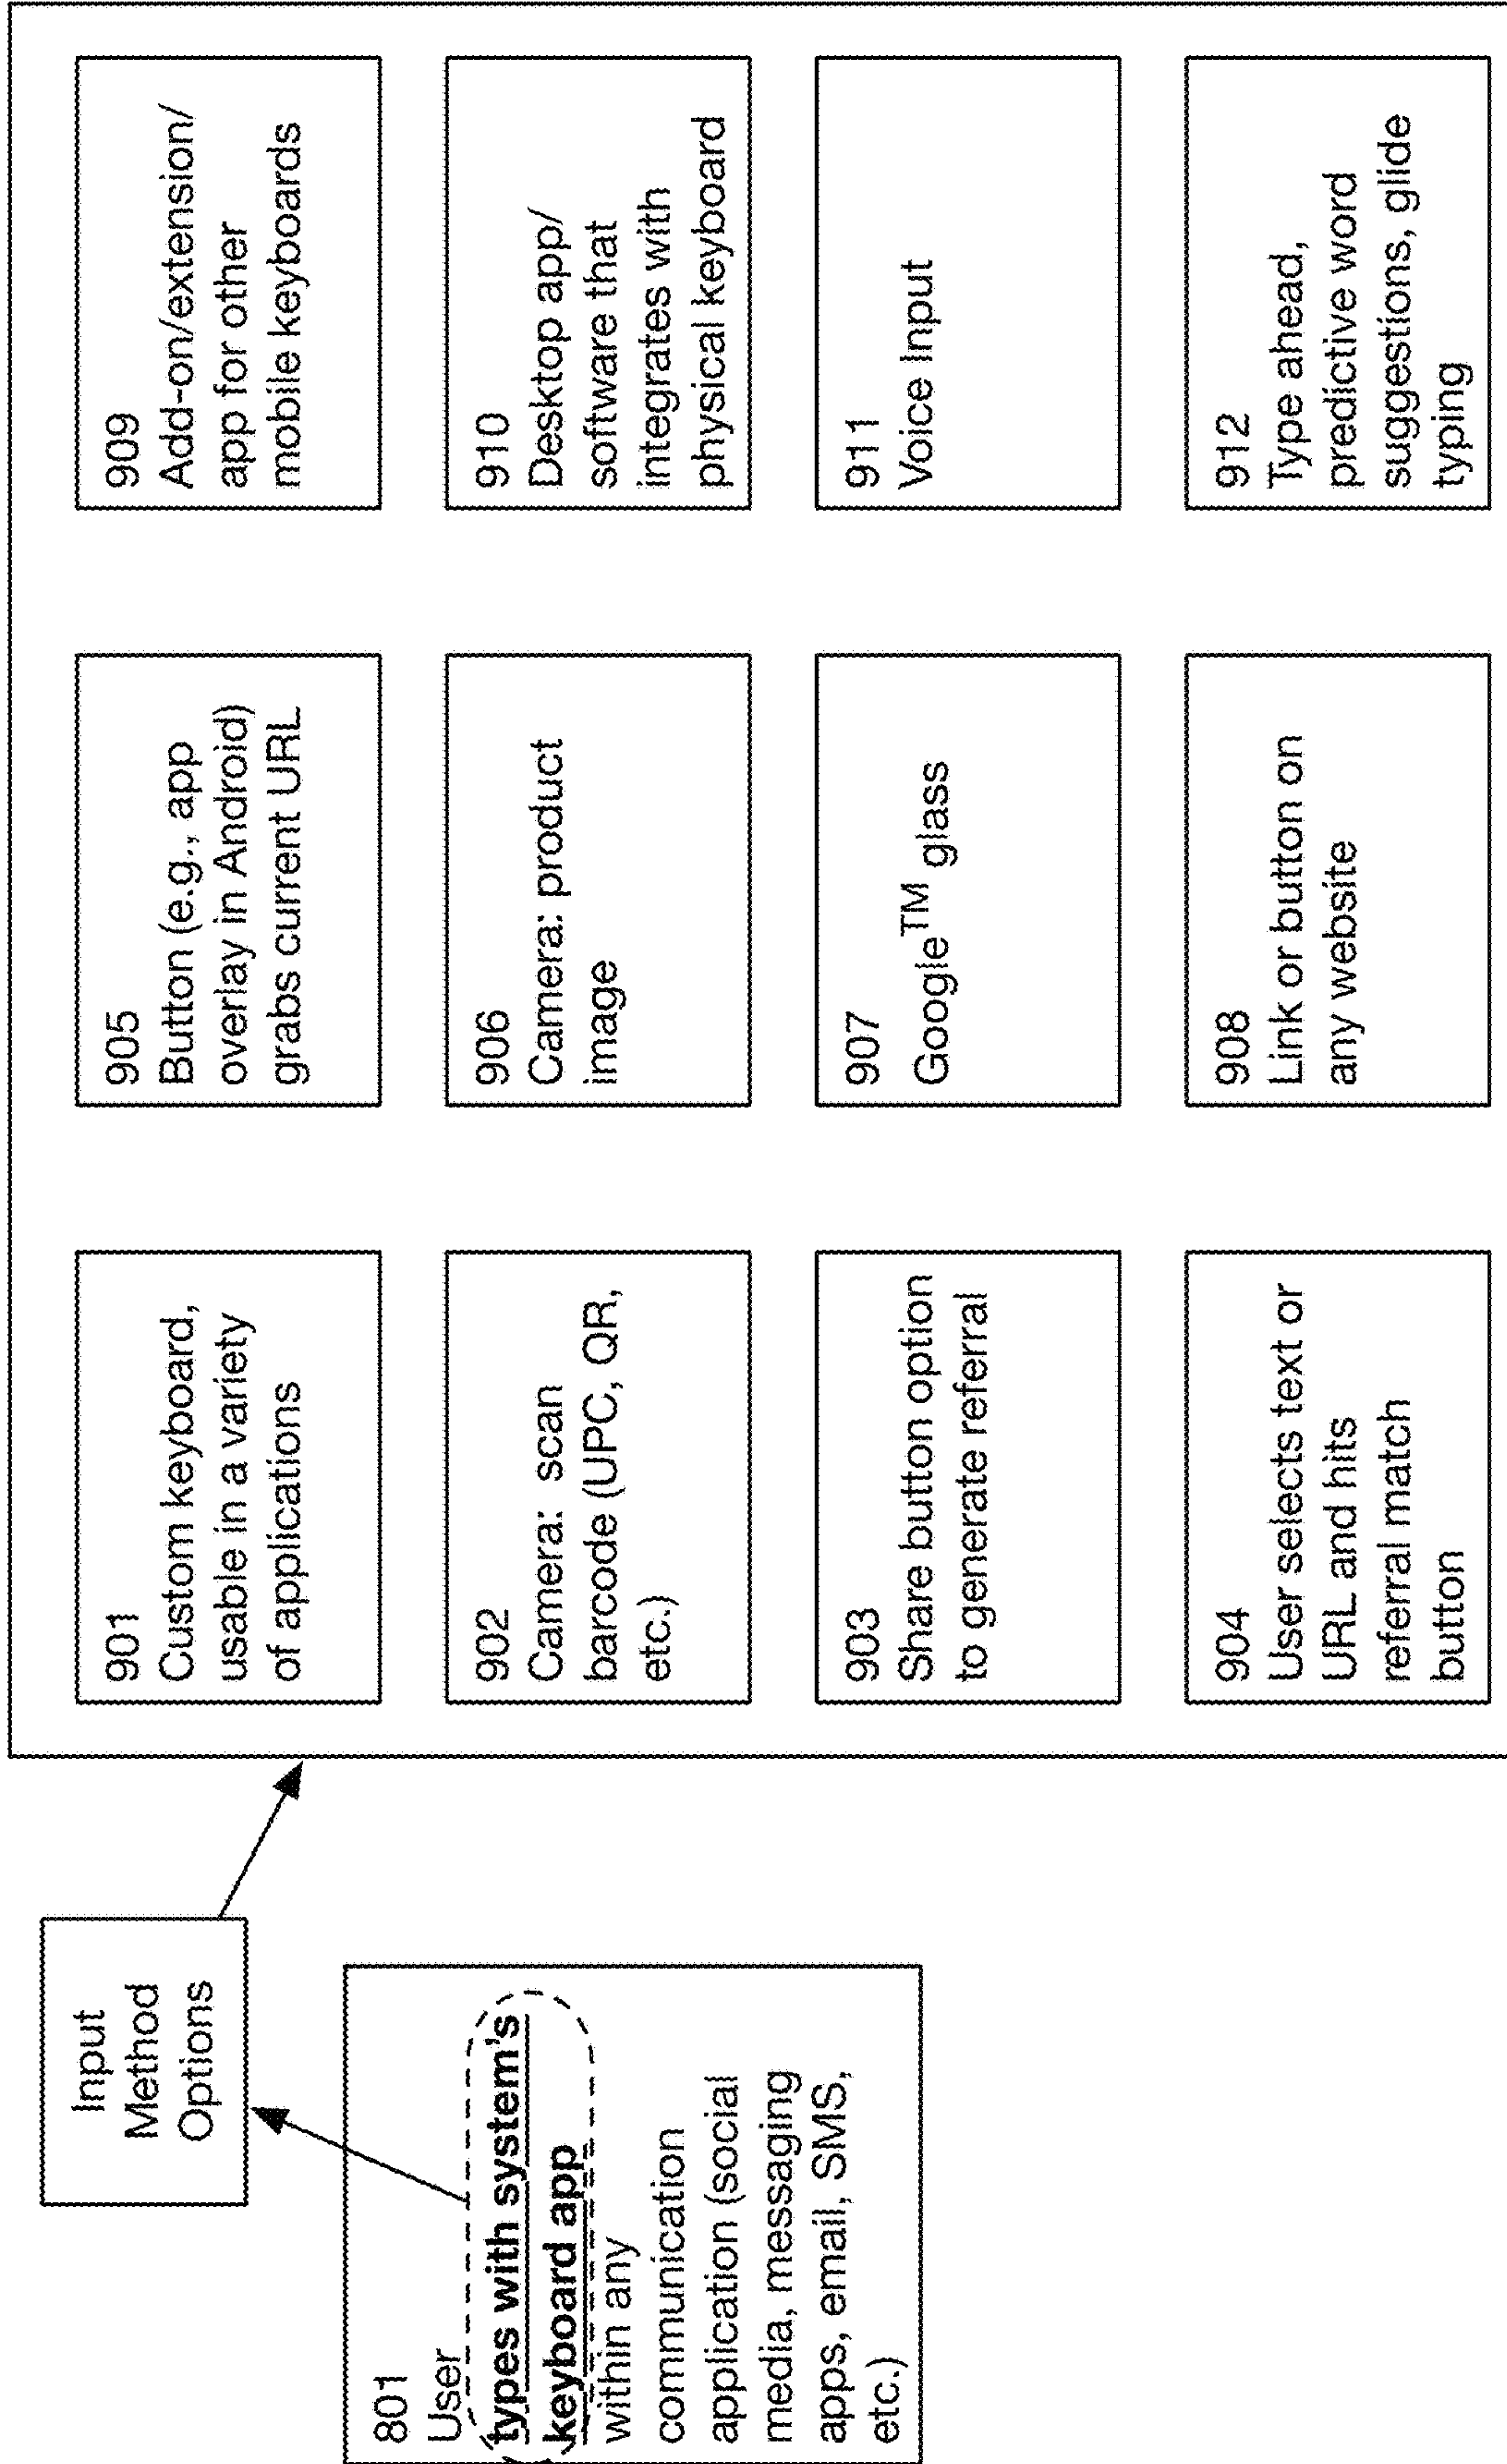 Input
Method
Options
801
User
types with system's
keyboard app
within any
communication
application (social
media, messaging
apps, email, SMS,
etc.)
901
Custom keyboard,
usable in a variety
of applications
902
Camera: scan
barcode (UPC, QR,
etc.)
903
Share button option
to generate referral
904
User selects text or
URL and hits
referral match
button
905
Button (e.g., app
overlay in Android)
grabs current URL
906
Camera: product
image
907
Google™ glass
908
Link or button on
any website
909
Add-on/extension/
app for other
mobile keyboards
910
Desktop app/
software that
integrates with
physical keyboard
911
Voice Input
912
Type ahead,
predictive word
suggestions, glide
typing